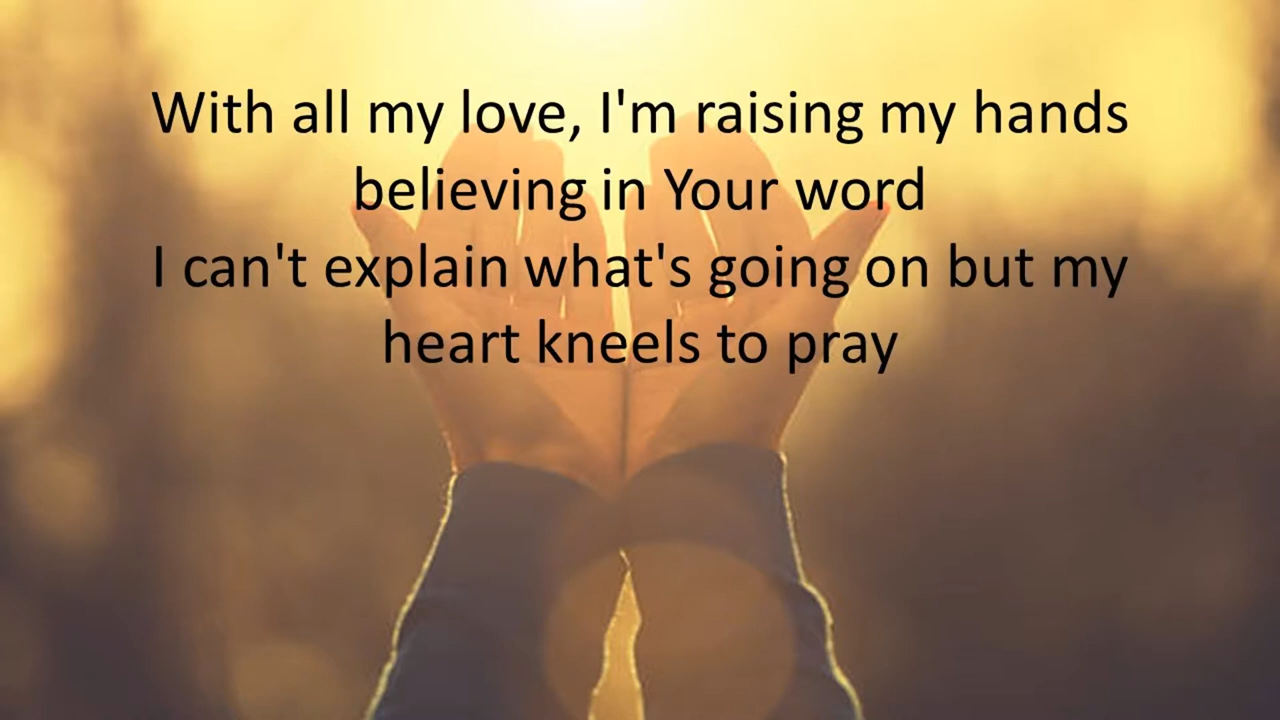 With all my love, I'm raising my hands
believing in Your word
I can't explain what's going on but my
heart kneels to pray